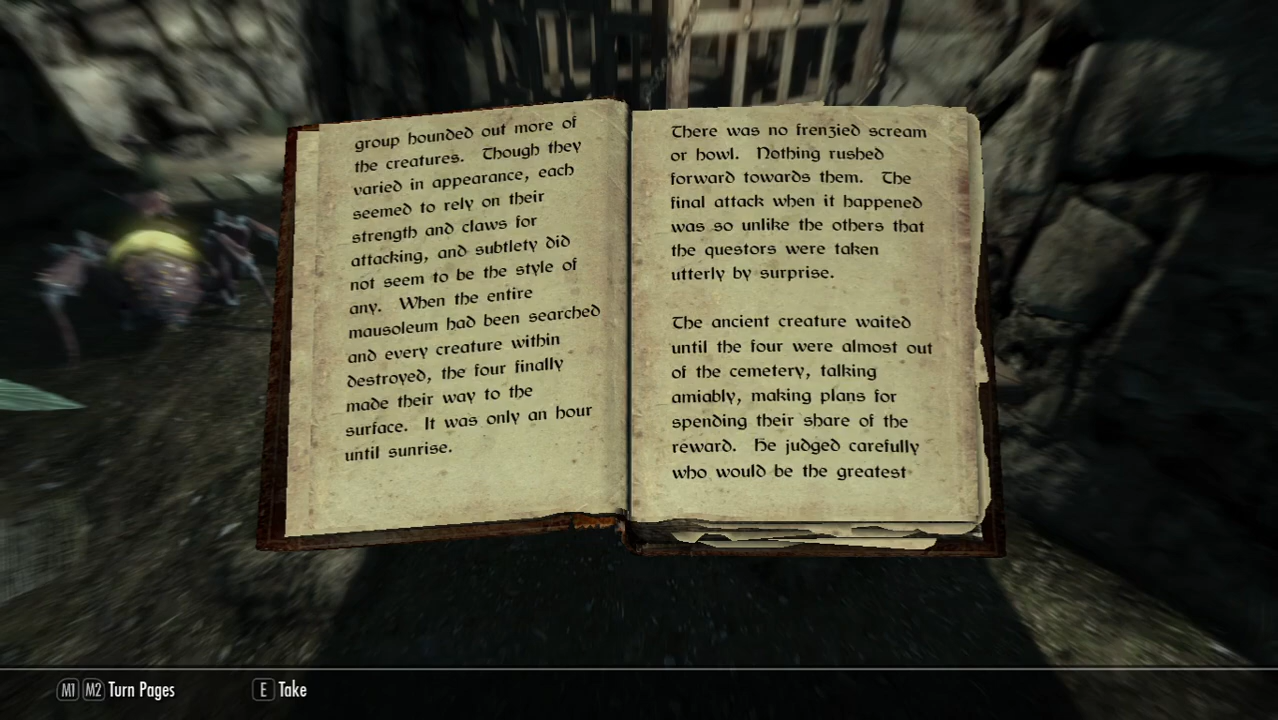 group hounded out more of
the creatures. Though they
varied in appearance, each
seemed to rely on their
strength and claws for
attacking, and subtlety did
not seem to be the style of
any. When the entire
mausoleum had been searched
and every creature within
destroyed, the four finally
made their way to the
surface. It was only an hour
until sunrise.
There was no frenzied scream
or howl. Nothing rushed
forward towards them. The
final attack when it happened
was so unlike the others that
the questors were taken
utterly by surprise.
The ancient creature waited
until the four were almost out
of the cemetery, talking
amiably, making plans for
spending their share of the
reward. He judged carefully
who would be the greatest
M1 M2 Turn Pages
E Take